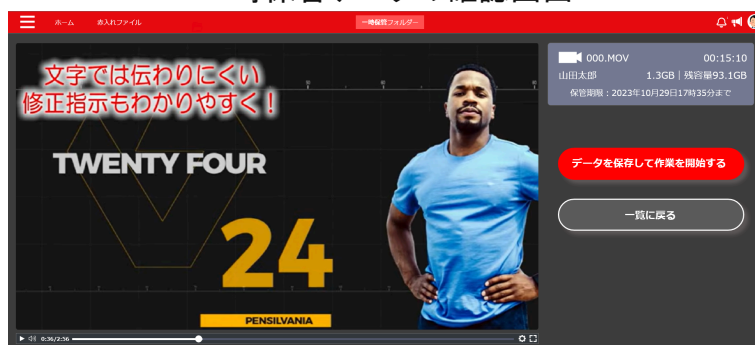 ホーム
赤入れファイル
一時保管フォルダー
文字では伝わりにくい
修正指示もわかりやすく！
TWENTY FOUR
24
PENSILVANIA
0:36/2:56
000.MOV
00:15:10
山田太郎
1.3GB｜残容量93.1GB
保管期限：2023年10月29日17時35分まで
データを保存して作業を開始する
一覧に戻る